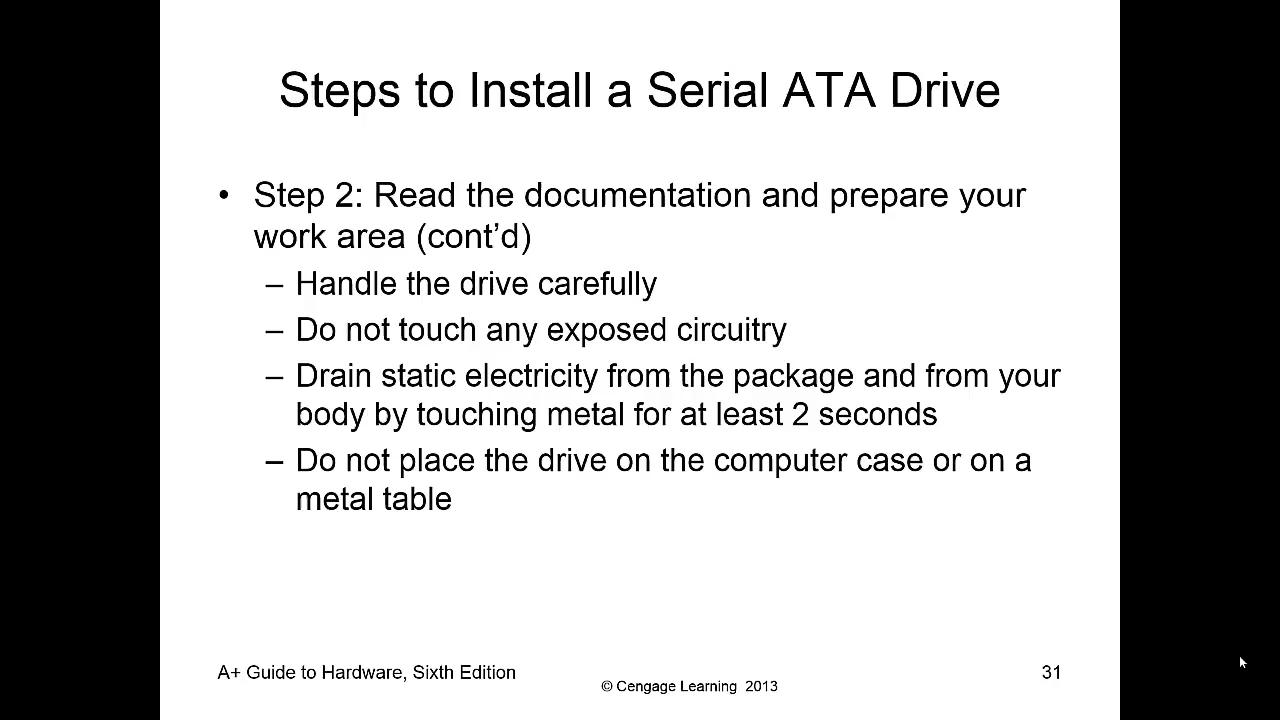 Steps to Install a Serial ATA Drive
• Step 2: Read the documentation and prepare your
work area (cont’d)
– Handle the drive carefully
– Do not touch any exposed circuitry
– Drain static electricity from the package and from your
body by touching metal for at least 2 seconds
– Do not place the drive on the computer case or on a
metal table
A+ Guide to Hardware, Sixth Edition
© Cengage Learning 2013
31